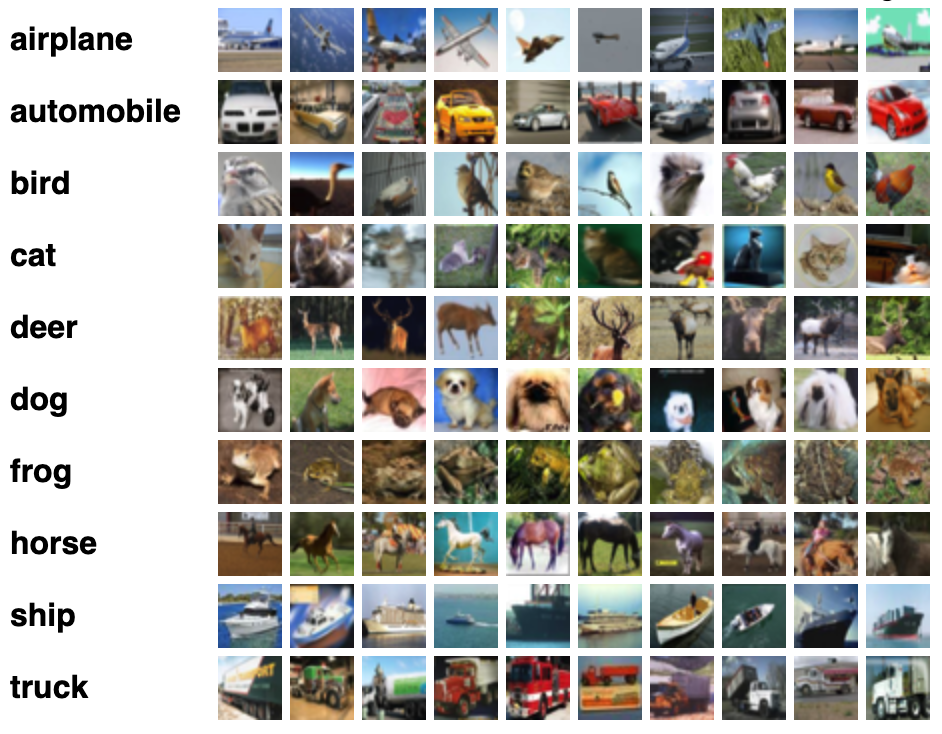 airplane
automobile
bird
cat
deer
dog
frog
horse
ship
truck